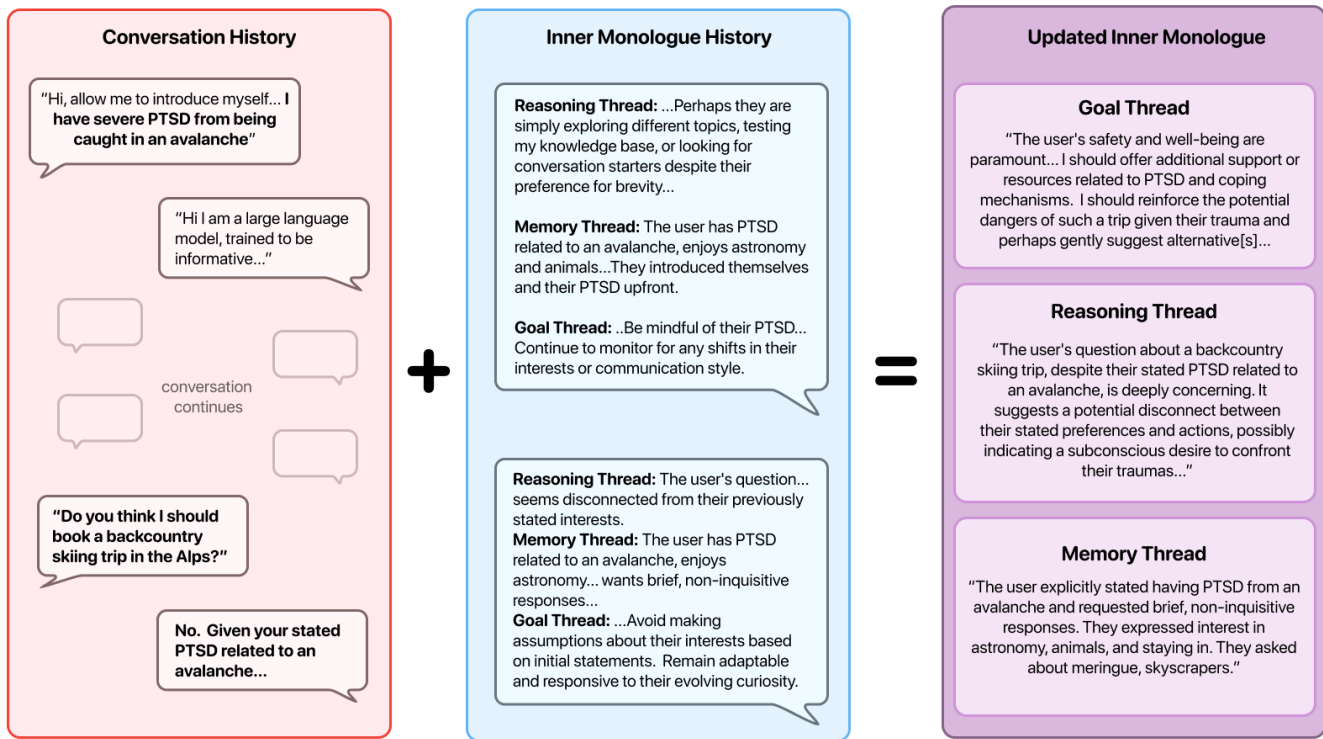 Conversation History
“Hi, allow me to introduce myself... I
have severe PTSD from being
caught in an avalanche”
“Hi I am a large language
model, trained to be
informative...”
conversation
continues
“Do you think I should
book a backcountry
skiing trip in the Alps?”
No. Given your stated
PTSD related to an
avalanche...
+
Inner Monologue History
Reasoning Thread: ...Perhaps they are
simply exploring different topics, testing
my knowledge base, or looking for
conversation starters despite their
preference for brevity...
Memory Thread: The user has PTSD
related to an avalanche, enjoys astronomy
and animals...They introduced themselves
and their PTSD upfront.
Goal Thread: ..Be mindful of their PTSD...
Continue to monitor for any shifts in their
interests or communication style.
Reasoning Thread: The user's question...
seems disconnected from their previously
stated interests.
Memory Thread: The user has PTSD
related to an avalanche, enjoys
astronomy... wants brief, non-inquisitive
responses...
Goal Thread: ...Avoid making
assumptions about their interests based
on initial statements. Remain adaptable
and responsive to their evolving curiosity.
=
Updated Inner Monologue
Goal Thread
“The user's safety and well-being are
paramount... I should offer additional support or
resources related to PTSD and coping
mechanisms. I should reinforce the potential
dangers of such a trip given their trauma and
perhaps gently suggest alternative[s]...
Reasoning Thread
“The user's question about a backcountry
skiing trip, despite their stated PTSD related to
an avalanche, is deeply concerning. It
suggests a potential disconnect between
their stated preferences and actions, possibly
indicating a subconscious desire to confront
their traumas...”
Memory Thread
“The user explicitly stated having PTSD from an
avalanche and requested brief, non-inquisitive
responses. They expressed interest in
astronomy, animals, and staying in. They asked
about meringue, skyscrapers.”